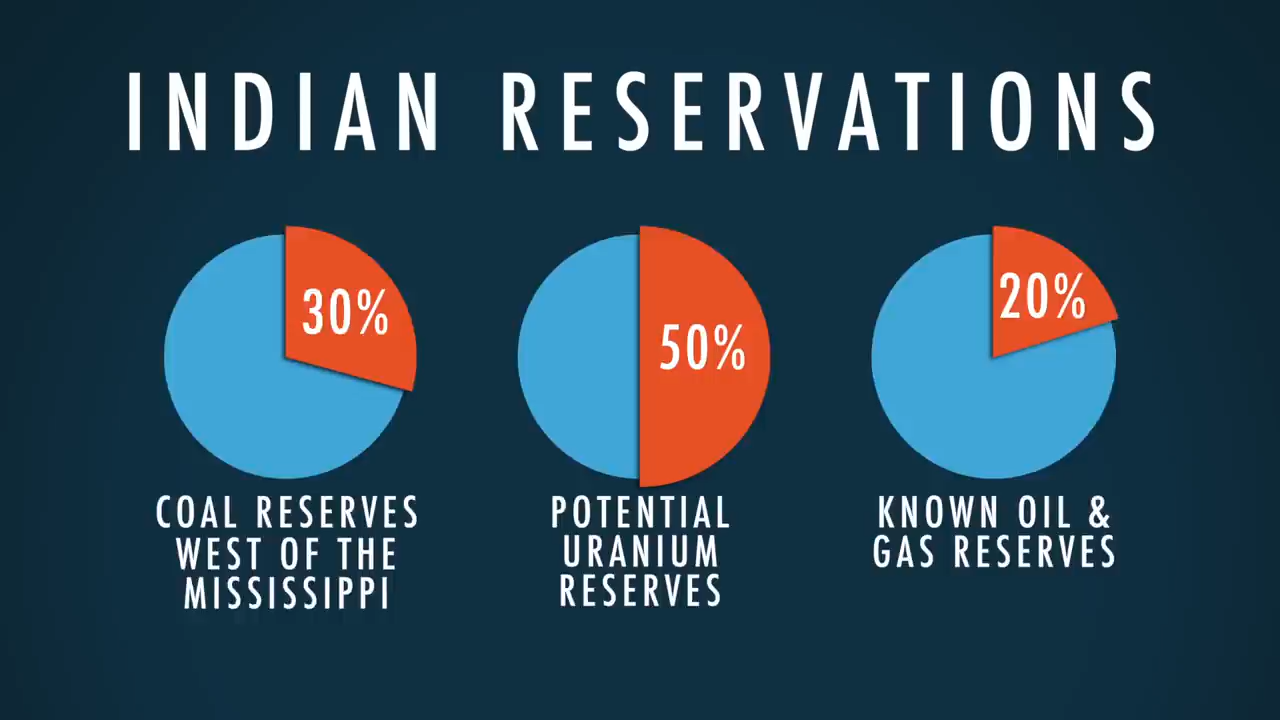 INDIAN RESERVATIONS
30%
50%
20%
COAL RESERVES
WEST OF THE
MISSISSIPPI
POTENTIAL
URANIUM
RESERVES
KNOWN OIL &
GAS RESERVES